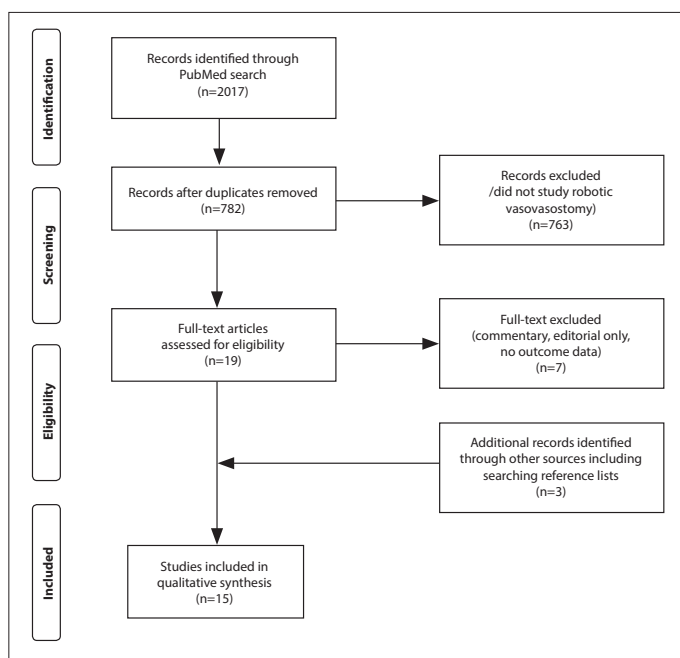 Identification
Records identified through
PubMed search
(n=2017)
Records after duplicates removed
(n=782)
Records excluded
/did not study robotic
vasovasostomy)
n=763)
Screening
Full-text articles
assessed for eligibility
(n=19)
Full-text excluded
(commentary, editorial only,
no outcome data)
(n=7)
Eligibility
Additional records identified
through other sources including
searching reference lists
(n=3)
Included
Studies included in
qualitative synthesis
(n=15)